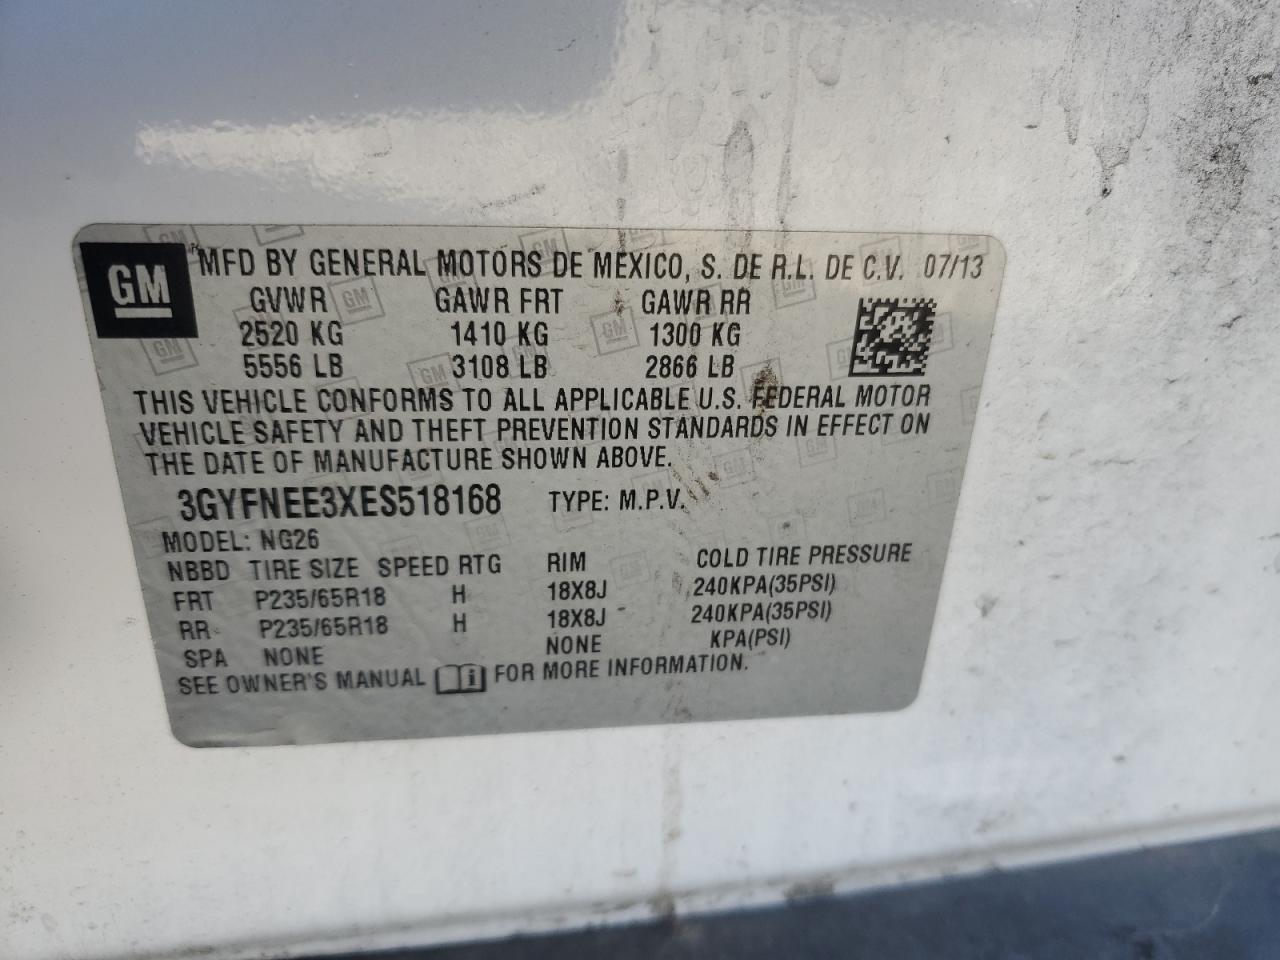 GM MFD BY GENERAL MOTORS DE MEXICO, S. DE R.L. DE C.V. 07/13
GVWR GAWR FRT GAWR RR
2520 KG 1410 KG 1300 KG
5556 LB 3108 LB 2866 LB
THIS VEHICLE CONFORMS TO ALL APPLICABLE U.S. FEDERAL MOTOR
VEHICLE SAFETY AND THEFT PREVENTION STANDARDS IN EFFECT ON
THE DATE OF MANUFACTURE SHOWN ABOVE.
3GYFNEE3XES518168 TYPE: M.P.V.
MODEL: NG26
NBBD TIRE SIZE SPEED RTG RIM COLD TIRE PRESSURE
FRT P235/65R18 H 18X8J 240KPA(35PSI)
RR P235/65R18 H 18X8J 240KPA(35PSI)
SPA NONE NONE KPA(PSI)
SEE OWNER'S MANUAL i FOR MORE INFORMATION.